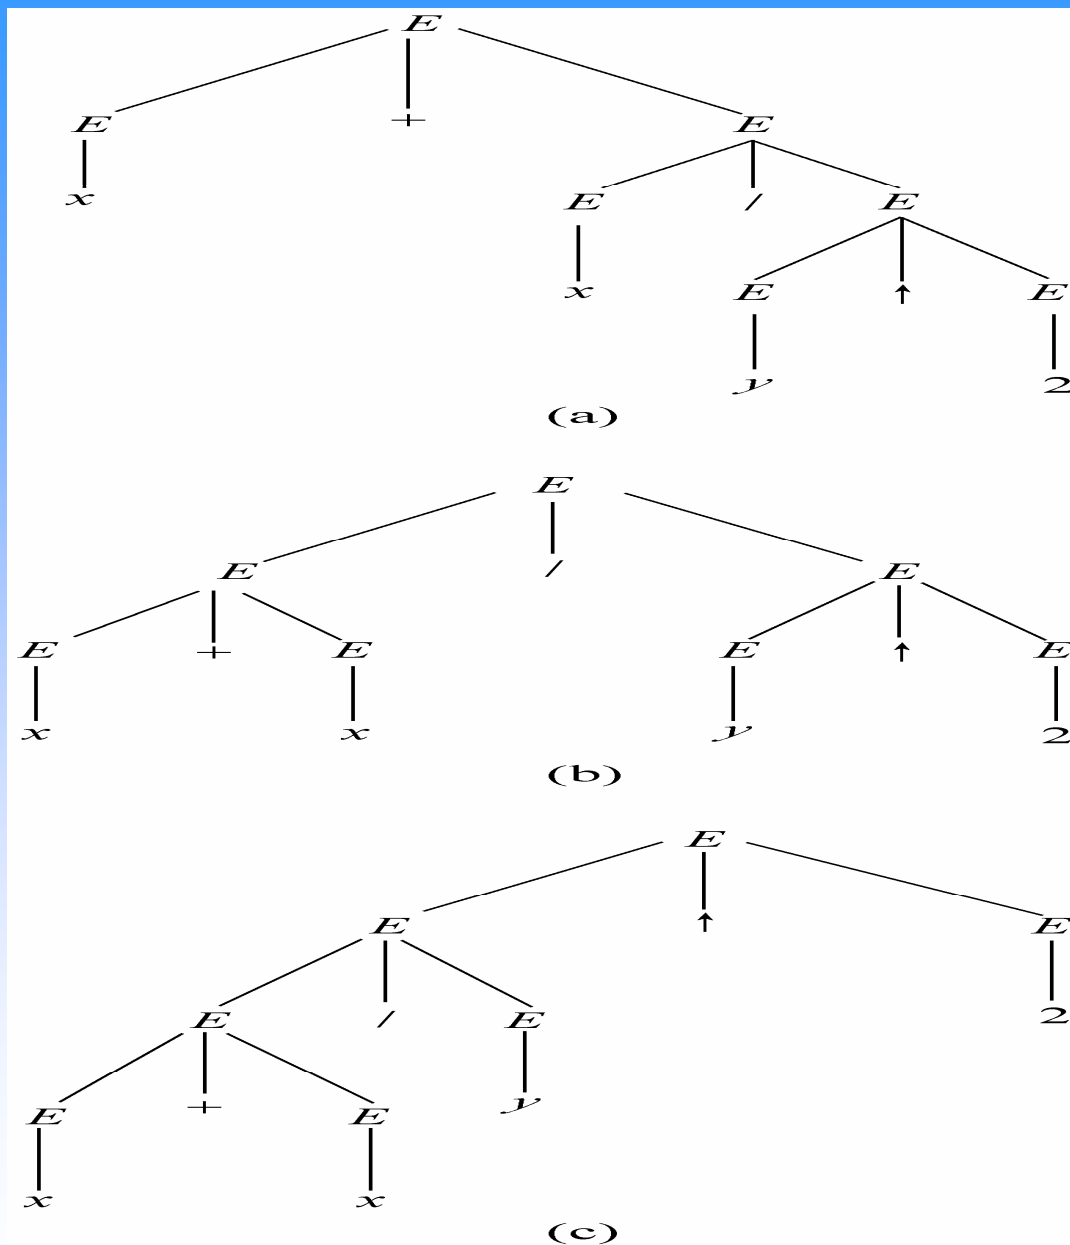 E
E + E
x E / E
x E ↑ E
y 2
(a)
E
E / E
E + E E ↑ E
x x y 2
(b)
E
E ↑ E
E / E 2
E + E y
x x
(c)